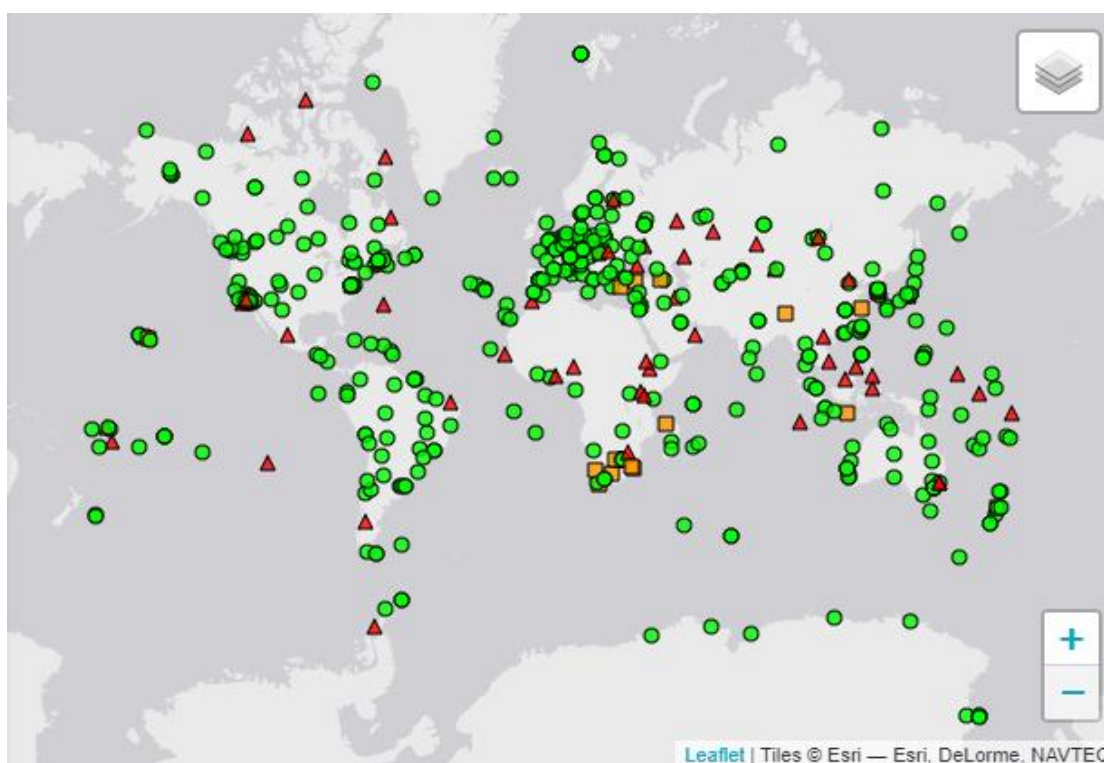 +
−
Leaflet | Tiles © Esri — Esri, DeLorme, NAVTEC